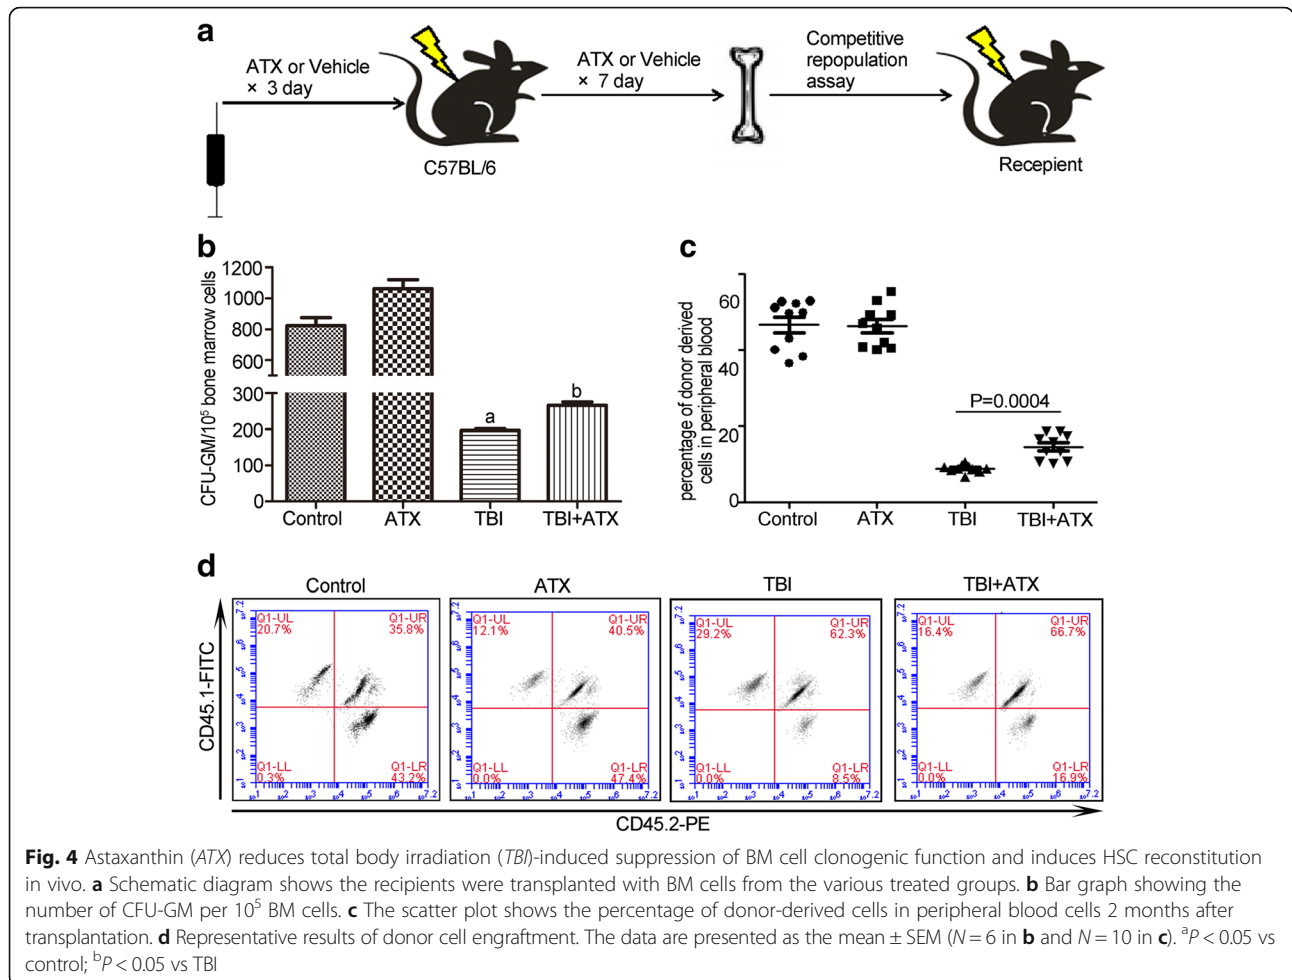 a
ATX or Vehicle
× 3 day
C57BL/6
ATX or Vehicle
× 7 day
Competitive
repopulation
assay
Recepient
b
CFU-GM/10⁵ bone marrow cells
1200
1000
800
600
300
200
100
0
a
b
Control
ATX
TBI
TBI+ATX
c
percentage of donor derived
cells in peripheral blood
60
40
20
0
P=0.0004
Control
ATX
TBI
TBI+ATX
d
CD45.1-FITC
Control
ATX
TBI
TBI+ATX
Q1-UL
20.7%
Q1-UR
35.8%
Q1-LL
0.3%
Q1-LR
43.2%
Q1-UL
12.1%
Q1-UR
40.5%
Q1-LL
0.0%
Q1-LR
47.4%
Q1-UL
29.2%
Q1-UR
62.3%
Q1-LL
0.0%
Q1-LR
8.5%
Q1-UL
16.4%
Q1-UR
66.7%
Q1-LL
0.0%
Q1-LR
16.9%
CD45.2-PE
Fig. 4 Astaxanthin (ATX) reduces total body irradiation (TBI)-induced suppression of BM cell clonogenic function and induces HSC reconstitution
in vivo. a Schematic diagram shows the recipients were transplanted with BM cells from the various treated groups. b Bar graph showing the
number of CFU-GM per 10⁵ BM cells. c The scatter plot shows the percentage of donor-derived cells in peripheral blood cells 2 months after
transplantation. d Representative results of donor cell engraftment. The data are presented as the mean ± SEM (N = 6 in b and N = 10 in c). ᵃP < 0.05 vs
control; ᵇP < 0.05 vs TBI